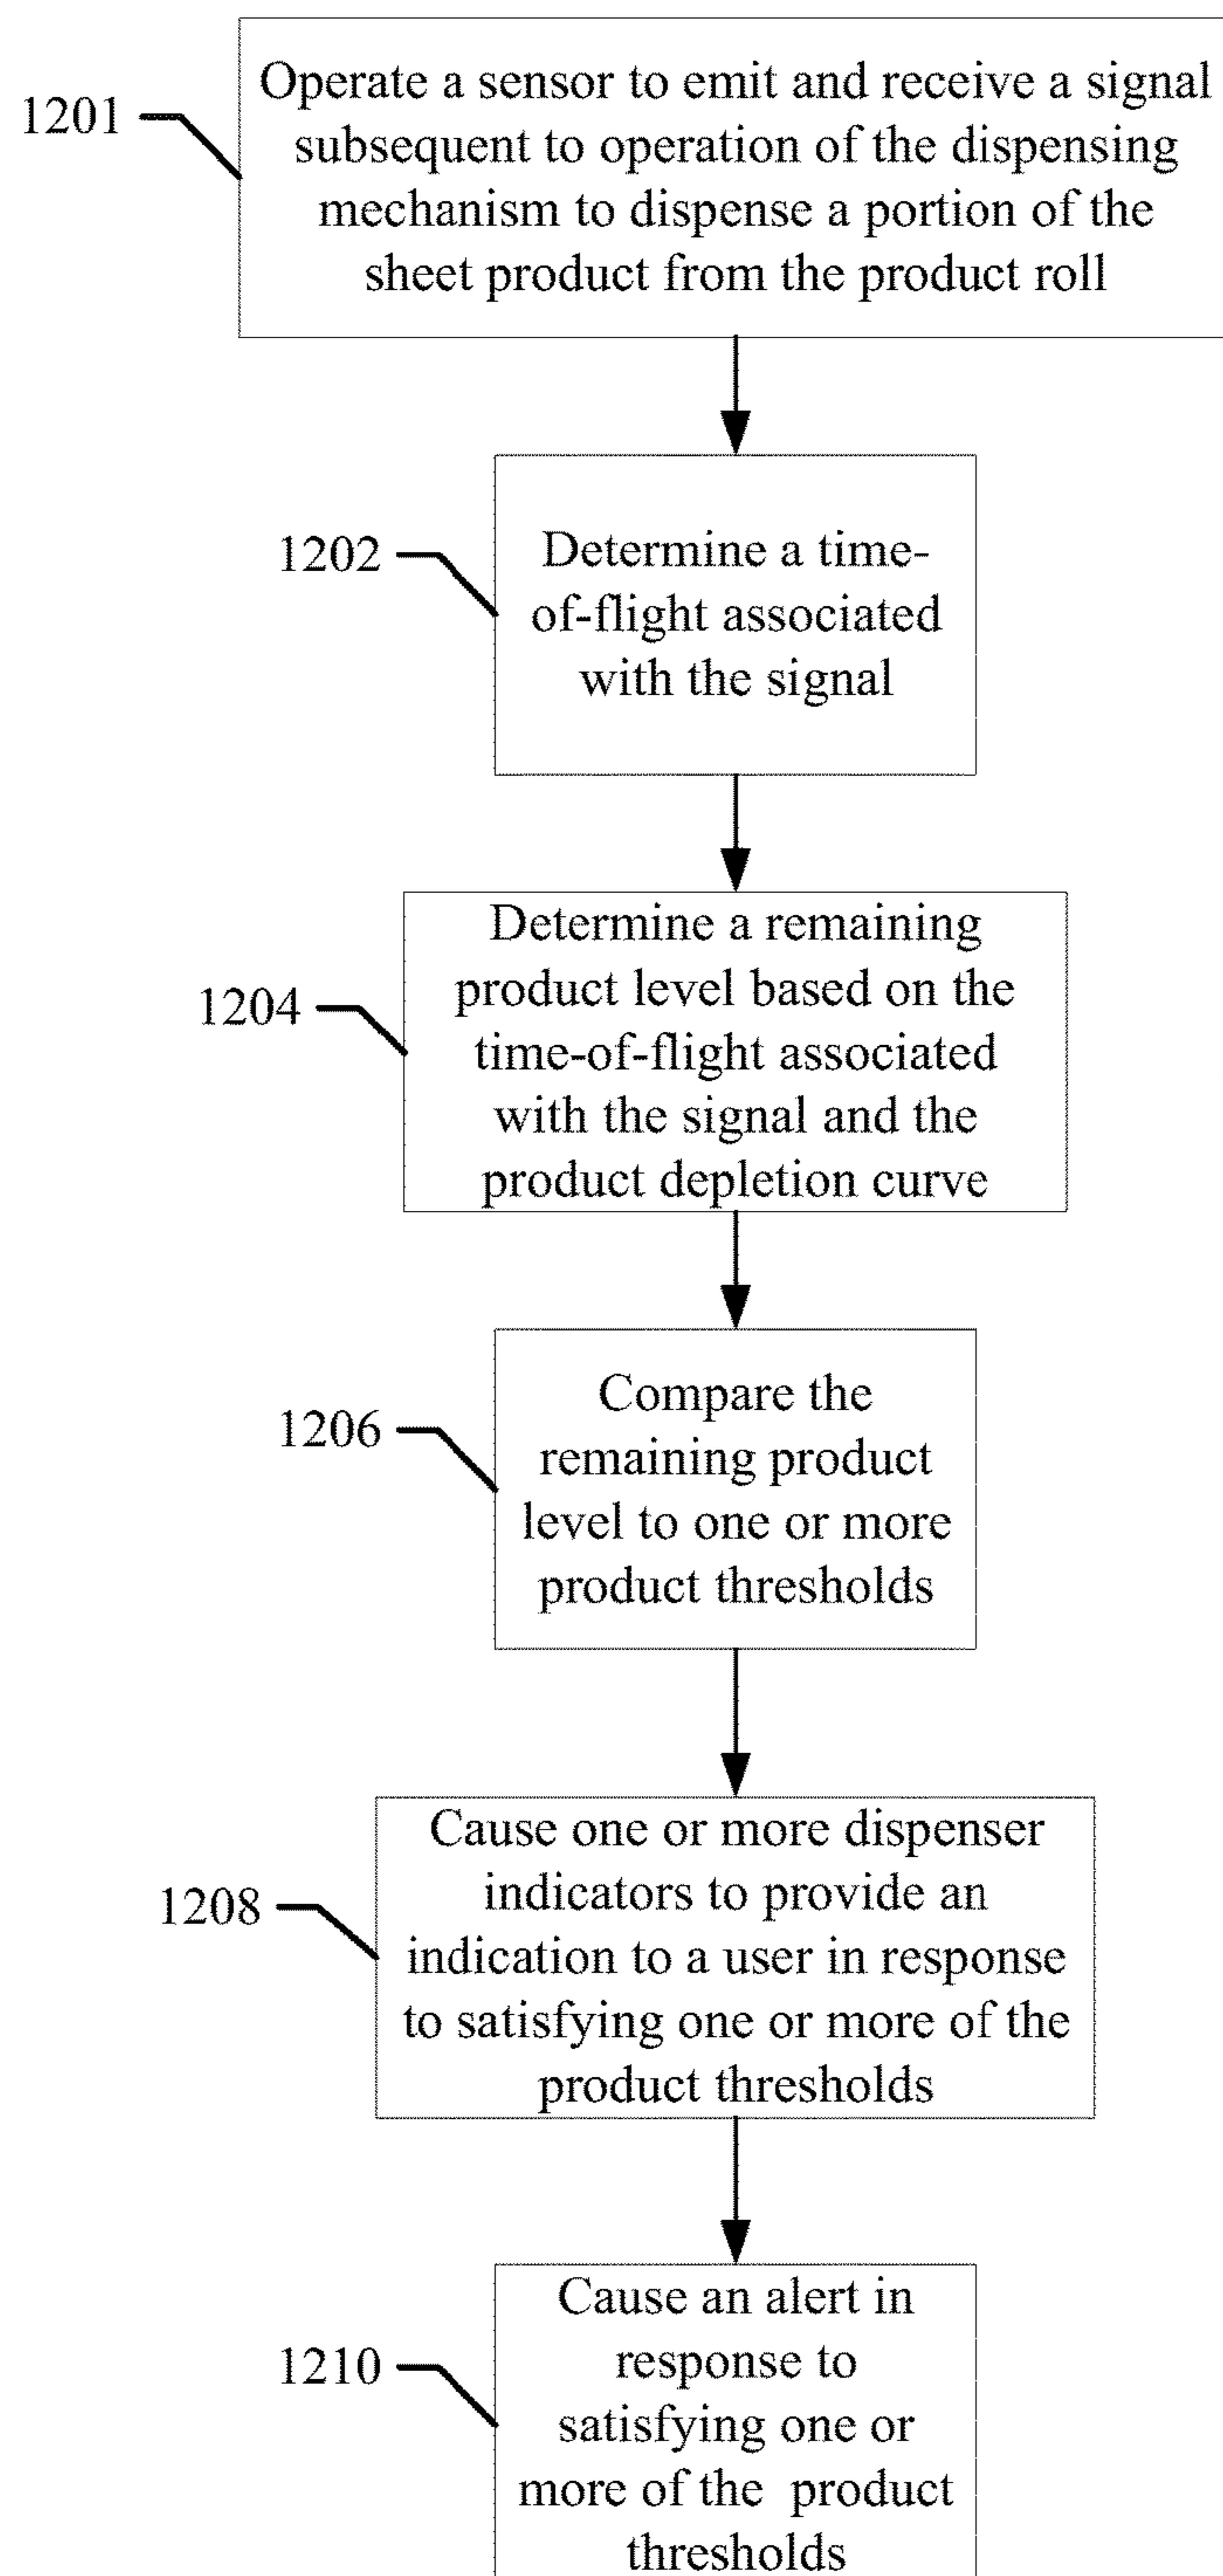 1201
Operate a sensor to emit and receive a signal
subsequent to operation of the dispensing
mechanism to dispense a portion of the
sheet product from the product roll
1202
Determine a time-
of-flight associated
with the signal
1204
Determine a remaining
product level based on the
time-of-flight associated
with the signal and the
product depletion curve
1206
Compare the
remaining product
level to one or more
product thresholds
1208
Cause one or more dispenser
indicators to provide an
indication to a user in response
to satisfying one or more of the
product thresholds
1210
Cause an alert in
response to
satisfying one or
more of the product
thresholds